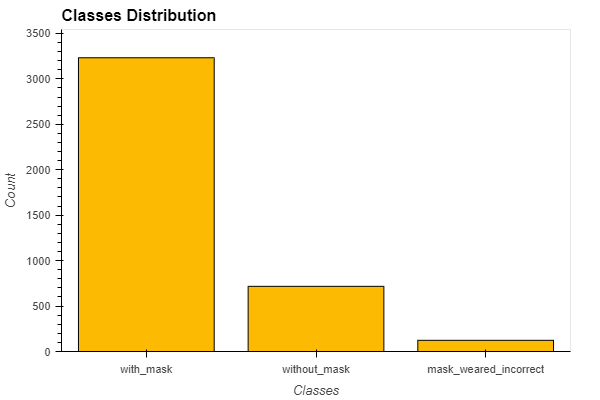 Classes Distribution
3500
3000
2500
2000
1500
1000
500
0
Count
with_mask
without_mask
mask_weared_incorrect
Classes